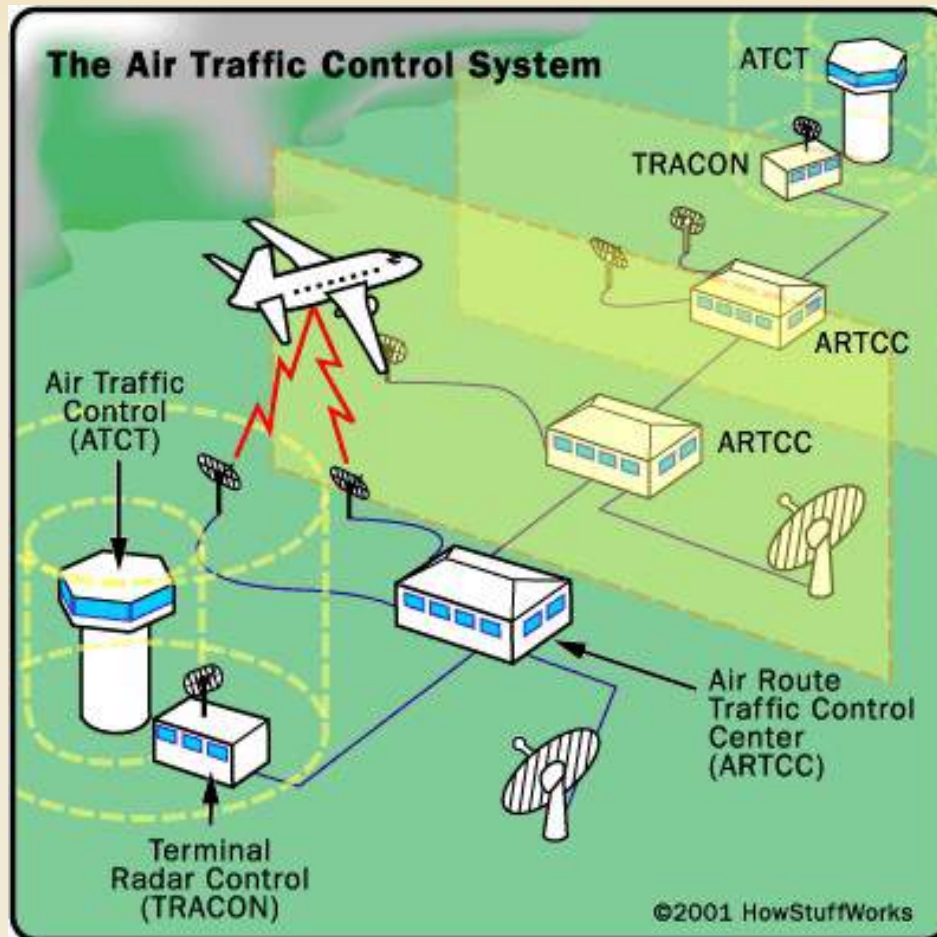 The Air Traffic Control System
ATCT
TRACON
ARTCC
ARTCC
Air Traffic
Control
(ATCT)
Air Route
Traffic Control
Center
(ARTCC)
Terminal
Radar Control
(TRACON)
©2001 HowStuffWorks